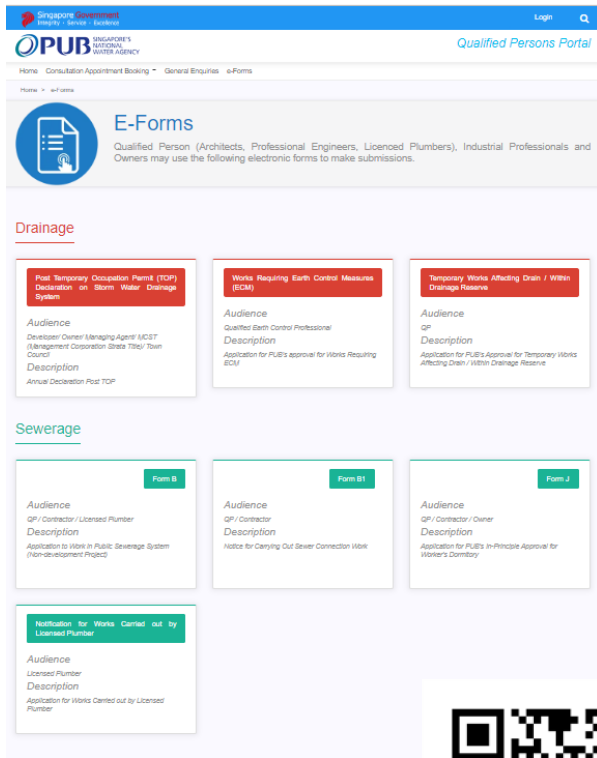 Singapore Government
Integrity · Service · Excellence
Login
PUB SINGAPORE'S
NATIONAL
WATER AGENCY
Qualified Persons Portal
Home Consultation Appointment Booking General Enquiries e-Forms
Home > e-Forms
E-Forms
Qualified Person (Architects, Professional Engineers, Licenced Plumbers), Industrial Professionals and
Owners may use the following electronic forms to make submissions.
Drainage
Post Temporary Occupation Permit (TOP)
Declaration on Storm Water Drainage
System
Audience
Developer/ Owner/ Managing Agent/ MCST
(Management Corporation Strata Title)/ Town
Council
Description
Annual Declaration Post TOP
Works Requiring Earth Control Measures
(ECM)
Audience
Qualified Earth Control Professional
Description
Application for PUB's approval for Works Requiring
ECM
Temporary Works Affecting Drain / Within
Drainage Reserve
Audience
QP
Description
Application for PUB's Approval for Temporary Works
Affecting Drain / Within Drainage Reserve
Sewerage
Form B
Audience
QP / Contractor / Licensed Plumber
Description
Application to Work in Public Sewerage System
(Non-development Project)
Form B1
Audience
QP / Contractor
Description
Notice for Carrying Out Sewer Connection Work
Form J
Audience
QP / Contractor / Owner
Description
Application for PUB's In-Principle Approval for
Worker's Dormitory
Notification for Works Carried out by
Licensed Plumber
Audience
Licensed Plumber
Description
Application for Works Carried out by Licensed
Plumber